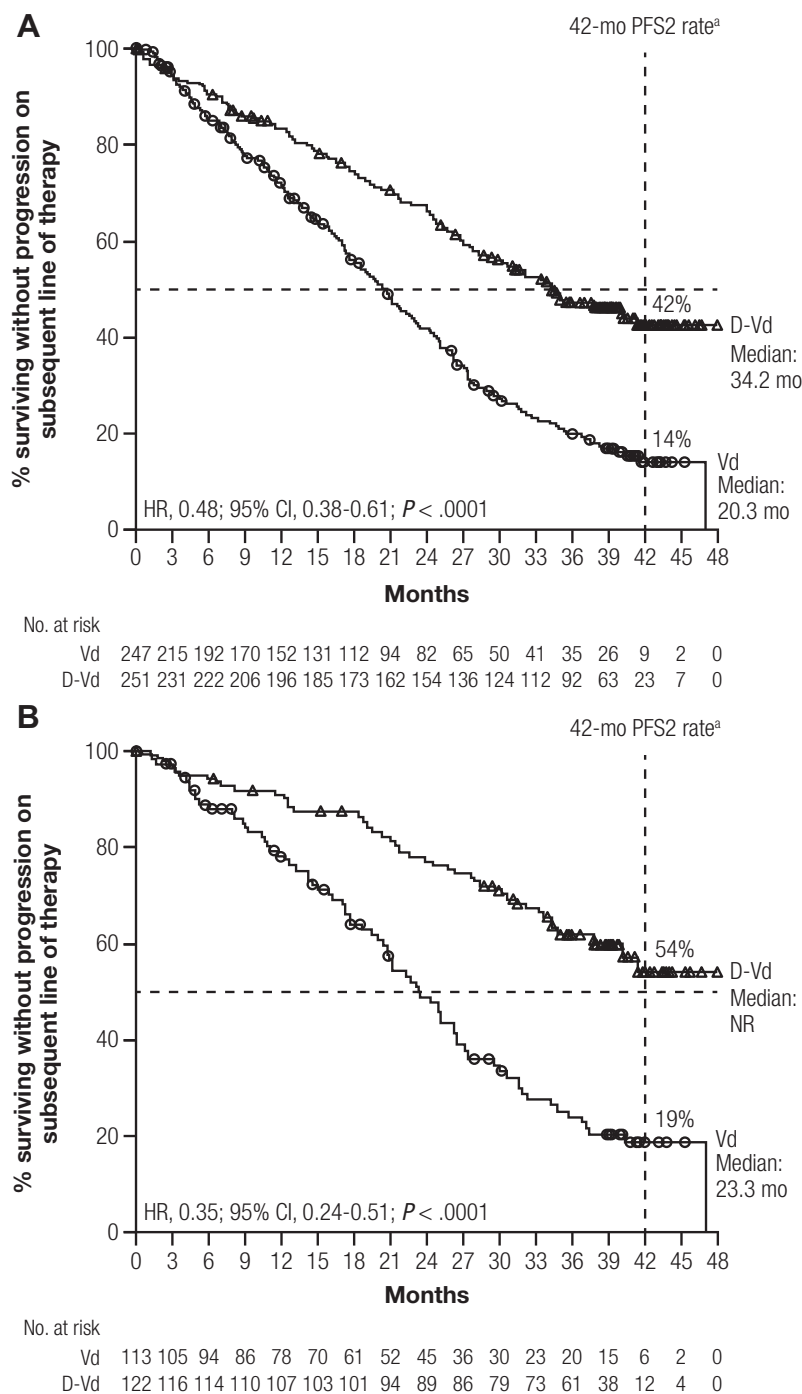 A
42-mo PFS2 rateᵃ
% surviving without progression on
subsequent line of therapy
100
80
60
40
20
0
42%
D-Vd
Median:
34.2 mo
14%
Vd
Median:
20.3 mo
HR, 0.48; 95% CI, 0.38-0.61; P < .0001
0 3 6 9 12 15 18 21 24 27 30 33 36 39 42 45 48
Months
No. at risk
Vd 247 215 192 170 152 131 112 94 82 65 50 41 35 26 9 2 0
D-Vd 251 231 222 206 196 185 173 162 154 136 124 112 92 63 23 7 0
B
42-mo PFS2 rateᵃ
% surviving without progression on
subsequent line of therapy
100
80
60
40
20
0
54%
D-Vd
Median:
NR
19%
Vd
Median:
23.3 mo
HR, 0.35; 95% CI, 0.24-0.51; P < .0001
0 3 6 9 12 15 18 21 24 27 30 33 36 39 42 45 48
Months
No. at risk
Vd 113 105 94 86 78 70 61 52 45 36 30 23 20 15 6 2 0
D-Vd 122 116 114 110 107 103 101 94 89 86 79 73 61 38 12 4 0